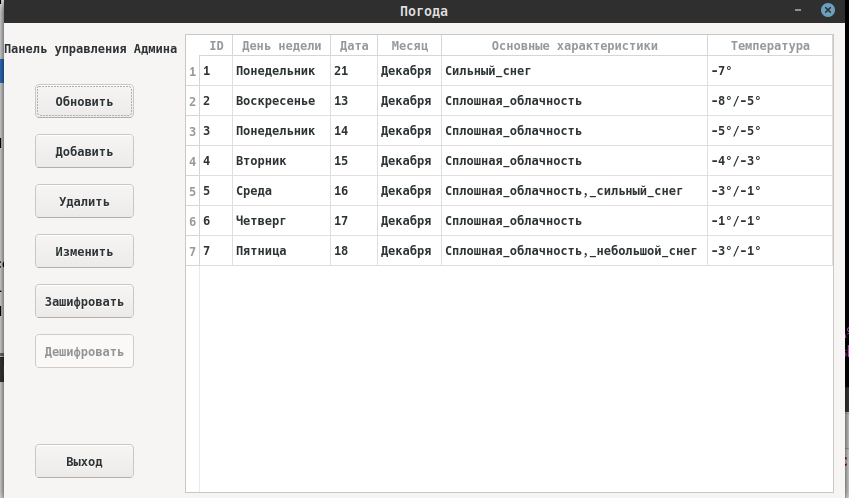 Погода
Панель управления Админа
Обновить
Добавить
Удалить
Изменить
Зашифровать
Дешифровать
Выход
ID День недели Дата Месяц Основные характеристики Температура
1 1 Понедельник 21 Декабря Сильный_снег -7°
2 2 Воскресенье 13 Декабря Сплошная_облачность -8°/-5°
3 3 Понедельник 14 Декабря Сплошная_облачность -5°/-5°
4 4 Вторник 15 Декабря Сплошная_облачность -4°/-3°
5 5 Среда 16 Декабря Сплошная_облачность,_сильный_снег -3°/-1°
6 6 Четверг 17 Декабря Сплошная_облачность -1°/-1°
7 7 Пятница 18 Декабря Сплошная_облачность,_небольшой_снег -3°/-1°